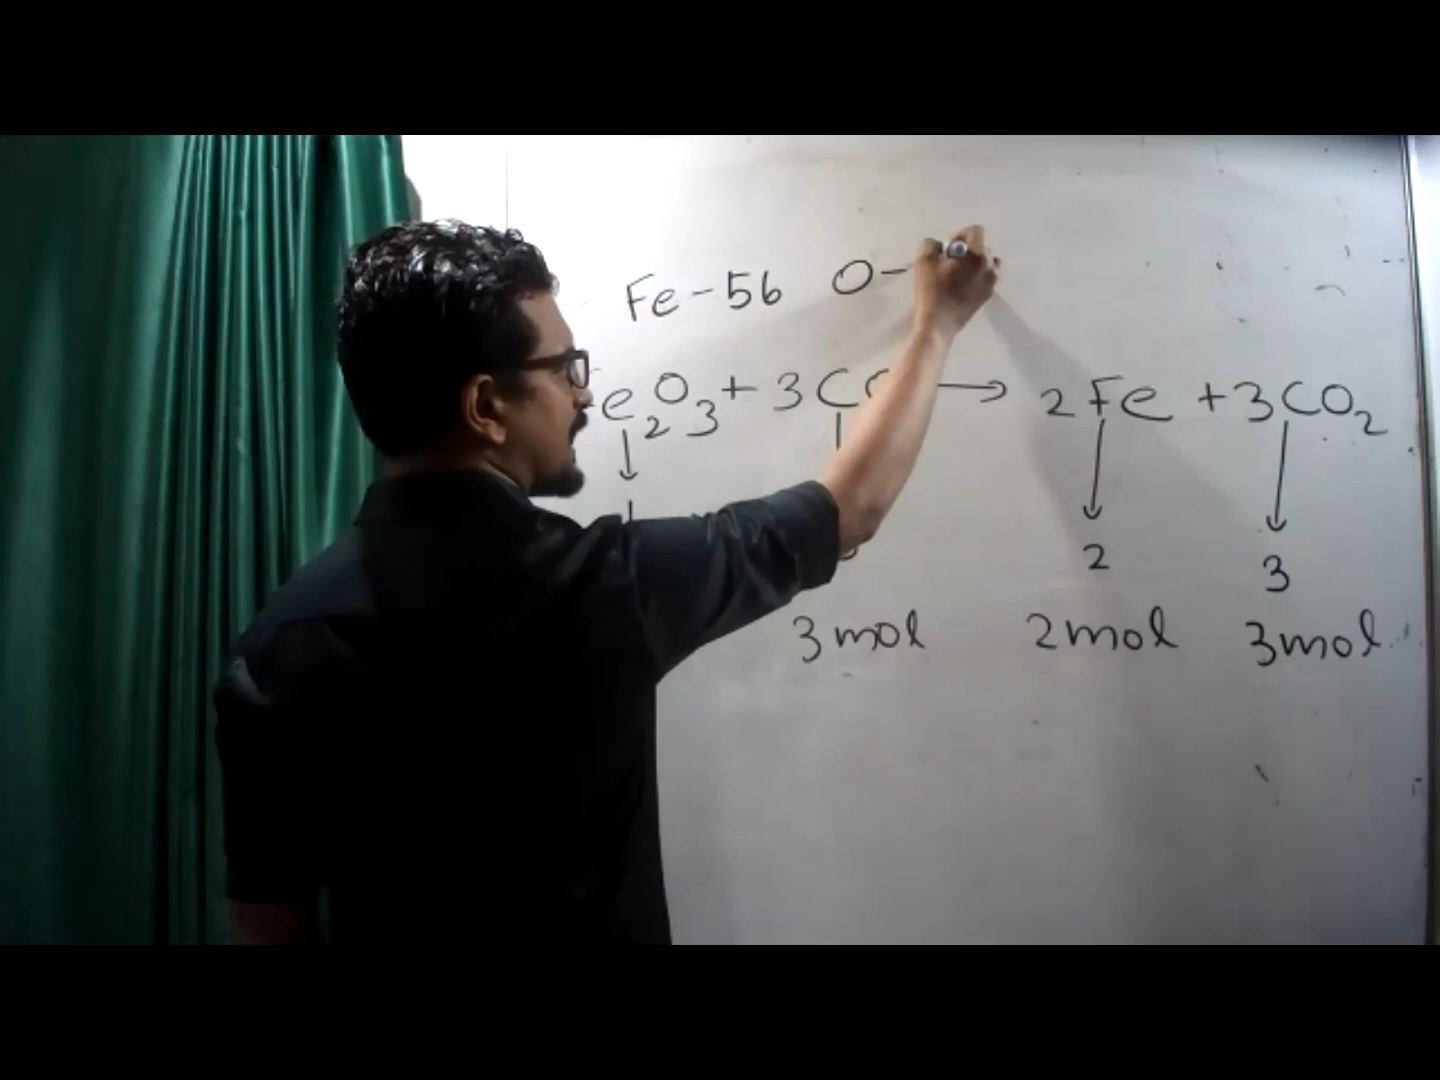 Fe-56 O-
e₂O₃ + 3C → 2Fe + 3CO₂
2 3
3mol 2mol 3mol